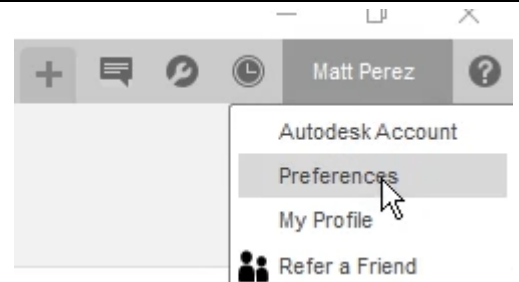 Matt Perez
Autodesk Account
Preferences
My Profile
Refer a Friend